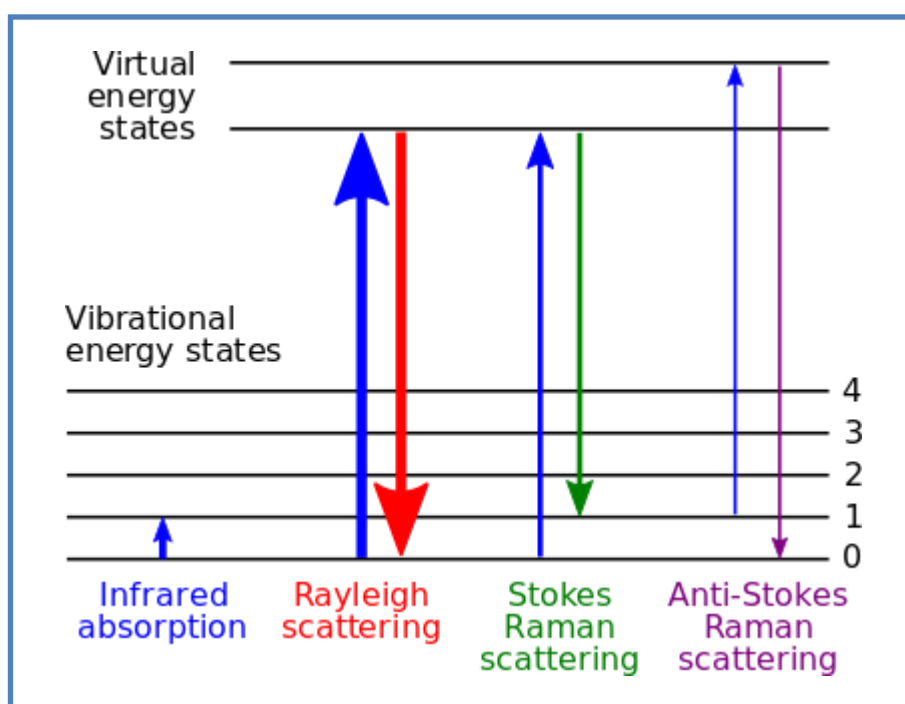 Virtual
energy
states
Vibrational
energy states
4
3
2
1
0
Infrared
absorption
Rayleigh
scattering
Stokes
Raman
scattering
Anti-Stokes
Raman
scattering